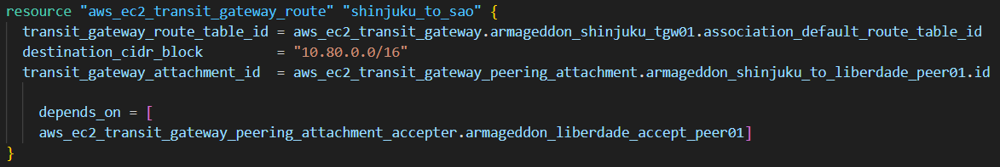 resource "aws_ec2_transit_gateway_route" "shinjuku_to_sao" {
  transit_gateway_route_table_id = aws_ec2_transit_gateway.armageddon_shinjuku_tgw01.association_default_route_table_id
  destination_cidr_block         = "10.80.0.0/16"
  transit_gateway_attachment_id  = aws_ec2_transit_gateway_peering_attachment.armageddon_shinjuku_to_liberdade_peer01.id

    depends_on = [
    aws_ec2_transit_gateway_peering_attachment_accepter.armageddon_liberdade_accept_peer01]
}